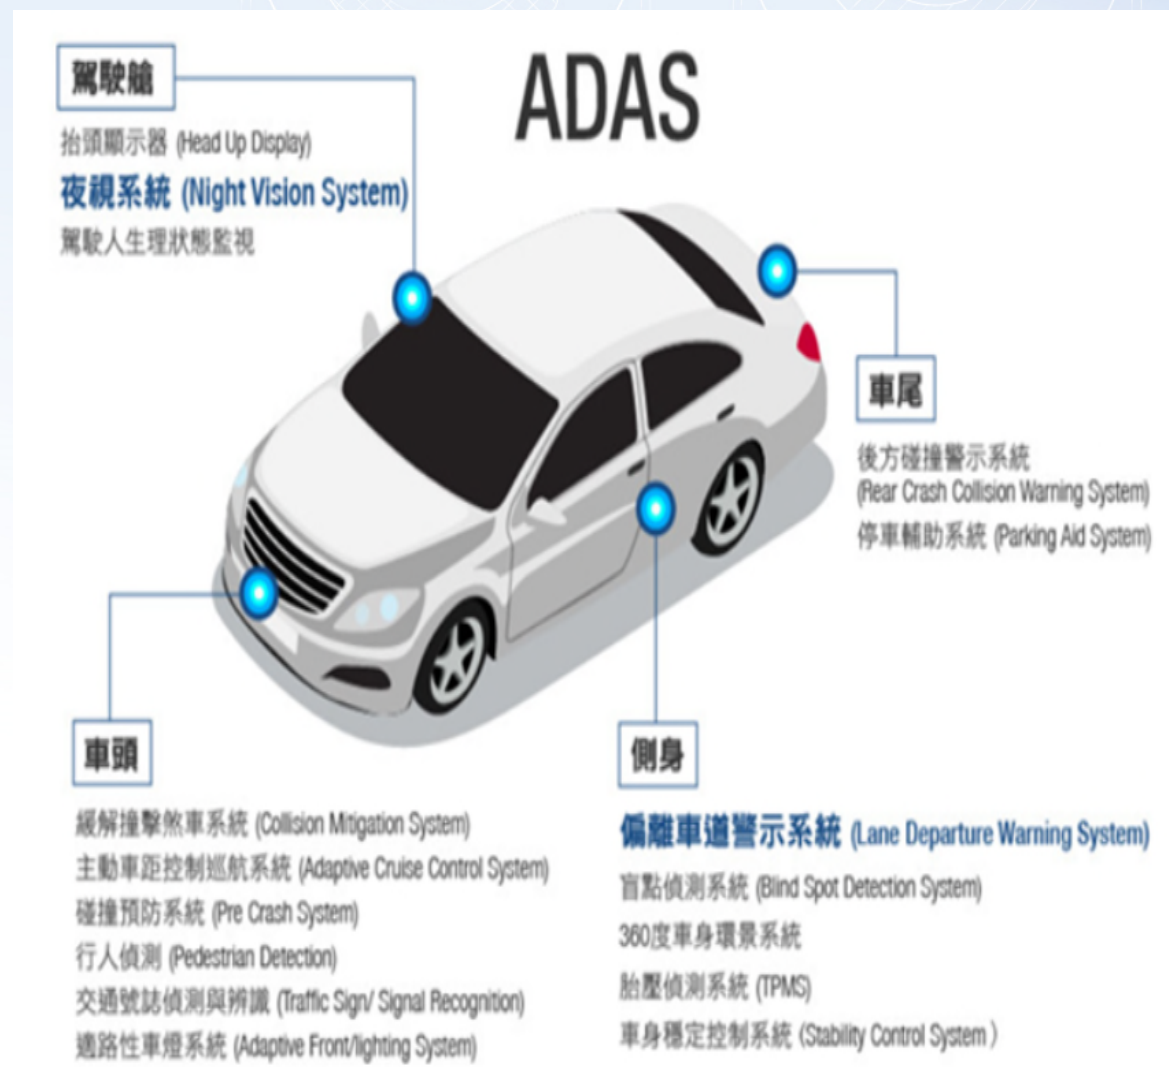 ADAS
駕駛艙
抬頭顯示器 (Head Up Display)
夜視系統 (Night Vision System)
駕駛人生理狀態監視
車尾
後方碰撞警示系統
(Rear Crash Collision Warning System)
停車輔助系統 (Parking Aid System)
車頭
緩解撞擊煞車系統 (Collision Mitigation System)
主動車距控制巡航系統 (Adaptive Cruise Control System)
碰撞預防系統 (Pre Crash System)
行人偵測 (Pedestrian Detection)
交通號誌偵測與辨識 (Traffic Sign/ Signal Recognition)
適路性車燈系統 (Adaptive Front/lighting System)
側身
偏離車道警示系統 (Lane Departure Warning System)
盲點偵測系統 (Blind Spot Detection System)
360度車身環景系統
胎壓偵測系統 (TPMS)
車身穩定控制系統 (Stability Control System )